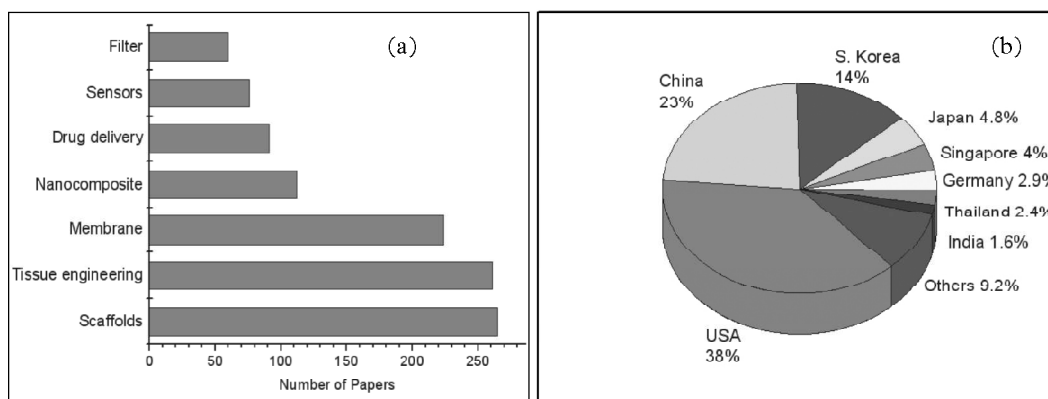 (a)
Filter
Sensors
Drug delivery
Nanocomposite
Membrane
Tissue engineering
Scaffolds
0 50 100 150 200 250
Number of Papers
(b)
S. Korea
14%
China
23%
Japan 4.8%
Singapore 4%
Germany 2.9%
Thailand 2.4%
India 1.6%
Others 9.2%
USA
38%